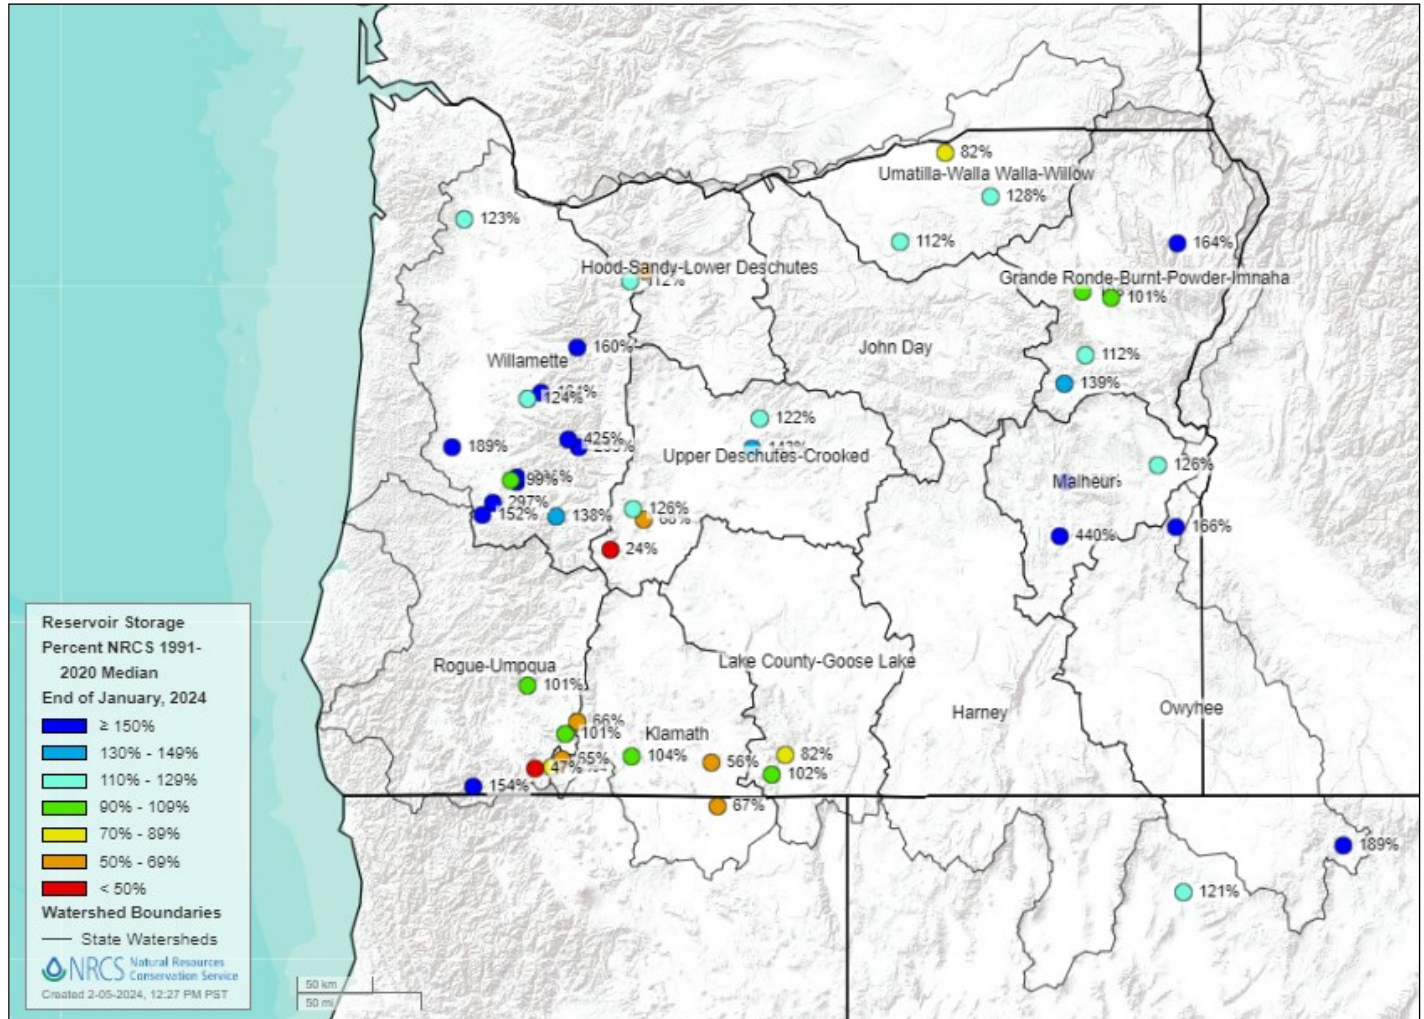 82%
Umatilla-Walla Walla-Willow
128%
123%
112%
164%
Hood-Sandy-Lower Deschutes
112%
Grande Ronde-Burnt-Powder-Imnaha
101%
160%
John Day
Willamette
112%
139%
124%
122%
425%
189%
Upper Deschutes-Crooked
126%
99%
Malheur
297%
152%
138%
126%
166%
440%
24%
Reservoir Storage
Percent NRCS 1991-
2020 Median
End of January, 2024
≥ 150%
130% - 149%
110% - 129%
90% - 109%
70% - 89%
50% - 69%
< 50%
Watershed Boundaries
State Watersheds
NRCS Natural Resources
Conservation Service
Created 2-05-2024, 12:27 PM PST
Rogue-Umpqua
Lake County-Goose Lake
101%
Harney
Owyhee
66%
101%
Klamath
104%
56%
82%
65%
47%
102%
154%
67%
189%
121%
50 km
50 mi